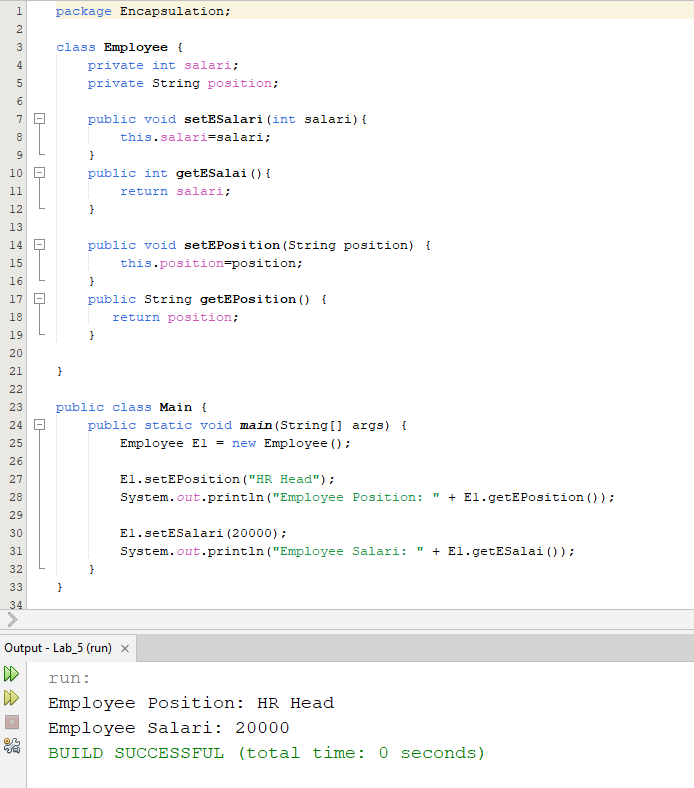 1 package Encapsulation;
2
3 class Employee {
4 private int salari;
5 private String position;
6
7 public void setESalari(int salari){
8 this.salari=salari;
9 }
10 public int getESalai(){
11 return salari;
12 }
13
14 public void setEPosition(String position) {
15 this.position=position;
16 }
17 public String getEPosition() {
18 return position;
19 }
20
21 }
22
23 public class Main {
24 public static void main(String[] args) {
25 Employee E1 = new Employee();
26
27 E1.setEPosition("HR Head");
28 System.out.println("Employee Position: " + E1.getEPosition());
29
30 E1.setESalari(20000);
31 System.out.println("Employee Salari: " + E1.getESalai());
32 }
33 }
34
Output - Lab_5 (run) ×
run:
Employee Position: HR Head
Employee Salari: 20000
BUILD SUCCESSFUL (total time: 0 seconds)